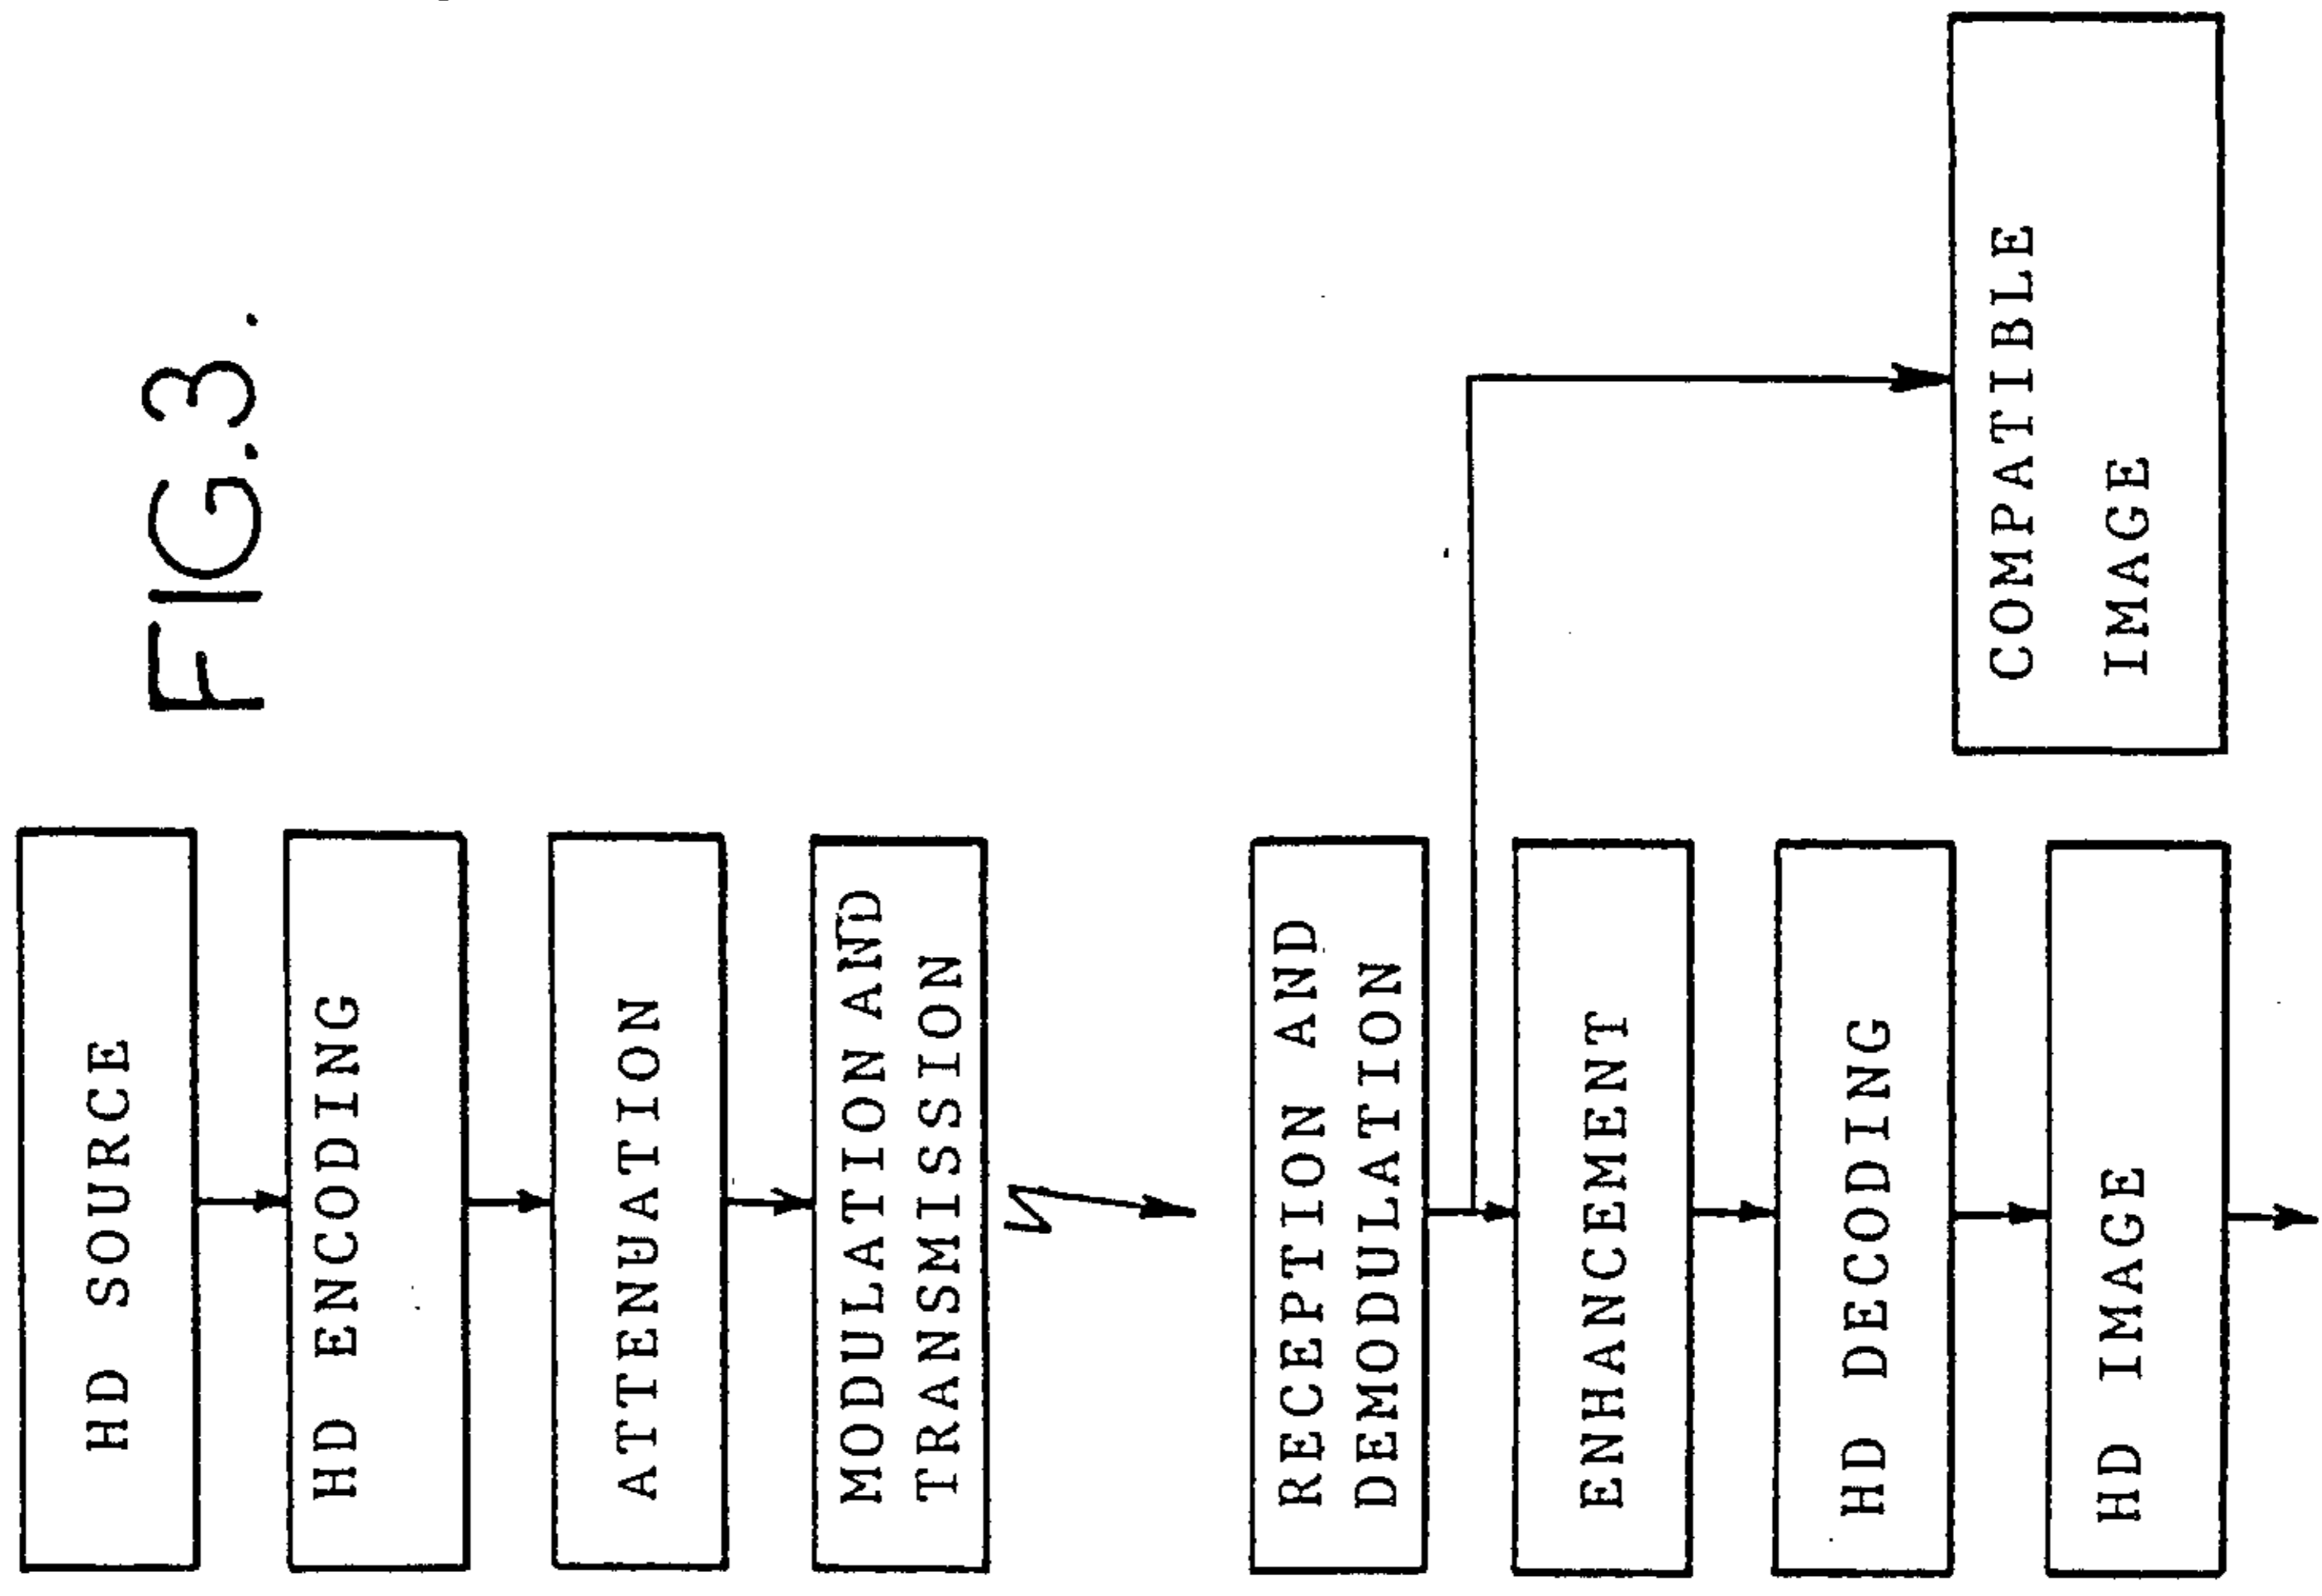 FIG.3.
HD SOURCE
HD ENCODING
ATTENUATION
MODULATION AND
TRANSMISSION
RECEPTION AND
DEMODULATION
ENHANCEMENT
HD DECODING
HD IMAGE
COMPATIBLE
IMAGE